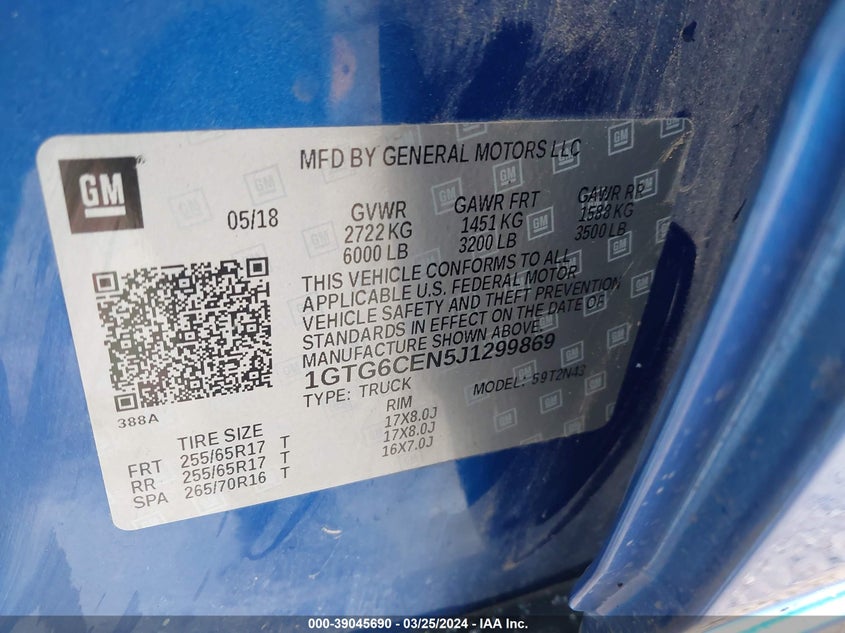 GM
MFD BY GENERAL MOTORS LLC
05/18
GVWR
2722 KG
6000 LB
GAWR FRT
1451 KG
3200 LB
GAWR RR
1588 KG
3500 LB
THIS VEHICLE CONFORMS TO ALL
APPLICABLE U.S. FEDERAL MOTOR
VEHICLE SAFETY AND THEFT PREVENTION
STANDARDS IN EFFECT ON THE DATE OF
MANUFACTURE SHOWN ABOVE.
1GTG6CEN5J1299869
TYPE: TRUCK
MODEL: S9T2N43
388A
TIRE SIZE
RIM
FRT 255/65R17 T 17X8.0J
RR 255/65R17 T 17X8.0J
SPA 265/70R16 T 16X7.0J
000-39045690 - 03/25/2024 - IAAI.COM